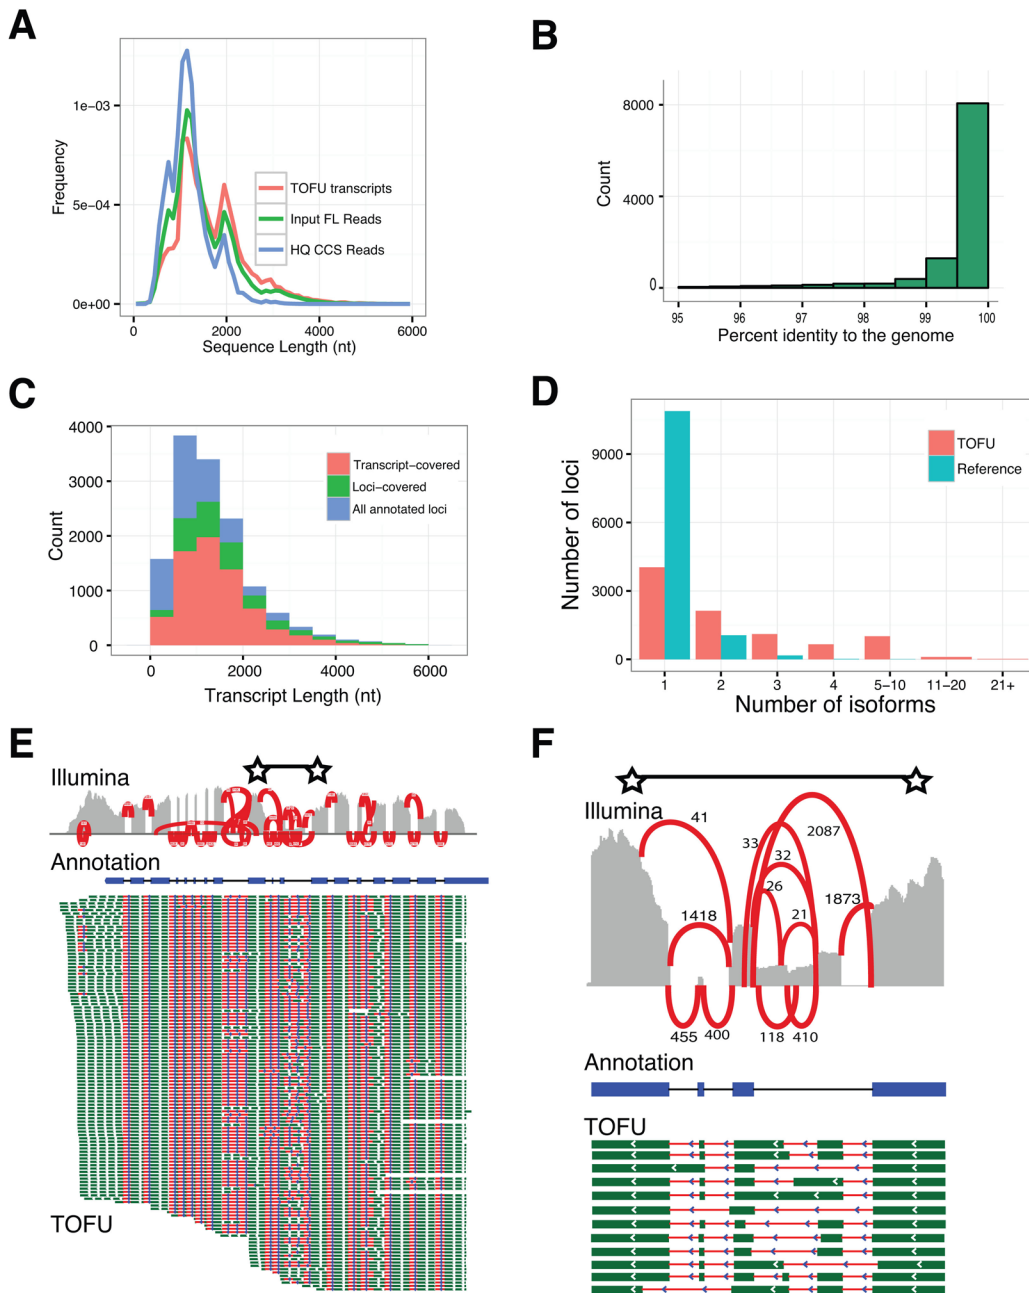 A
1e−03
5e−04
0e+00
Frequency
TOFU transcripts
Input FL Reads
HQ CCS Reads
0 2000 4000 6000
Sequence Length (nt)
B
8000
4000
0
Count
95 96 97 98 99 100
Percent identity to the genome
C
4000
3000
2000
1000
0
Count
Transcript−covered
Loci−covered
All annotated loci
0 2000 4000 6000
Transcript Length (nt)
D
9000
6000
3000
0
Number of loci
TOFU
Reference
1 2 3 4 5−10 11−20 21+
Number of isoforms
E
Illumina
Annotation
TOFU
F
Illumina
41
33
2087
32
26
1873
1418
21
455 400 118 410
Annotation
TOFU